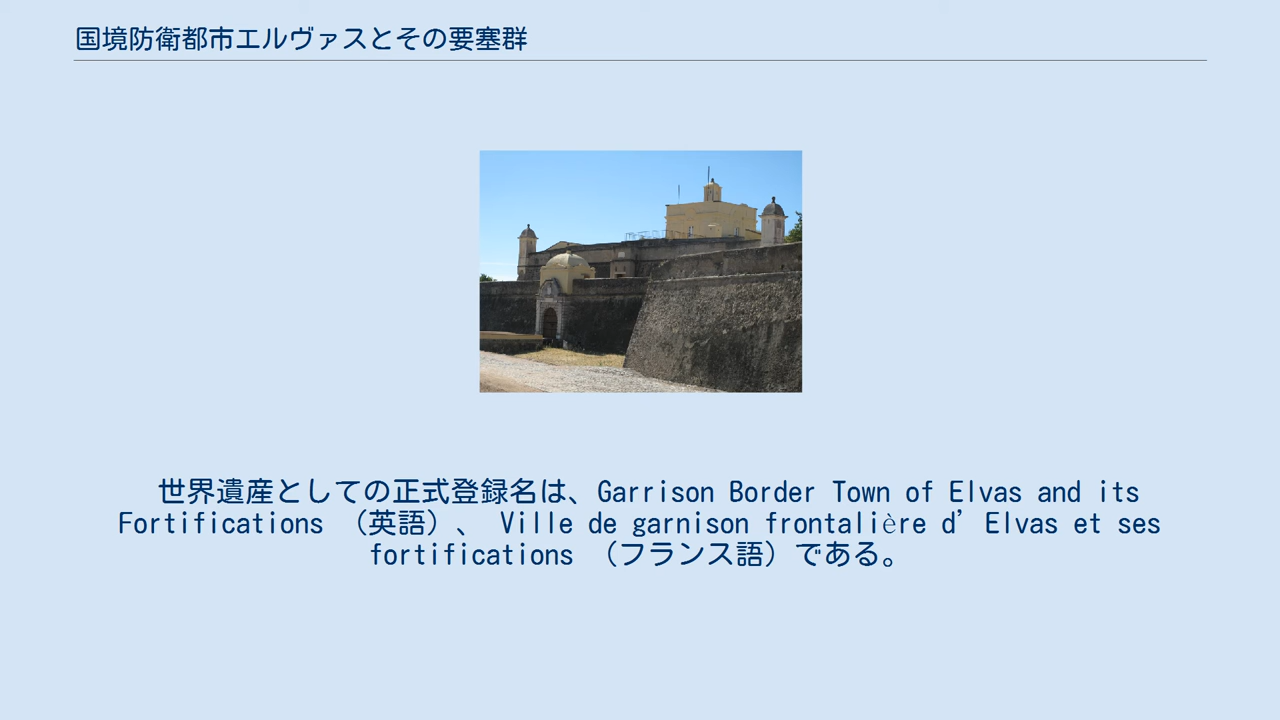 国境防衛都市エルヴァスとその要塞群
世界遺産としての正式登録名は、Garrison Border Town of Elvas and its
Fortifications （英語）、 Ville de garnison frontalière d’Elvas et ses
fortifications （フランス語）である。